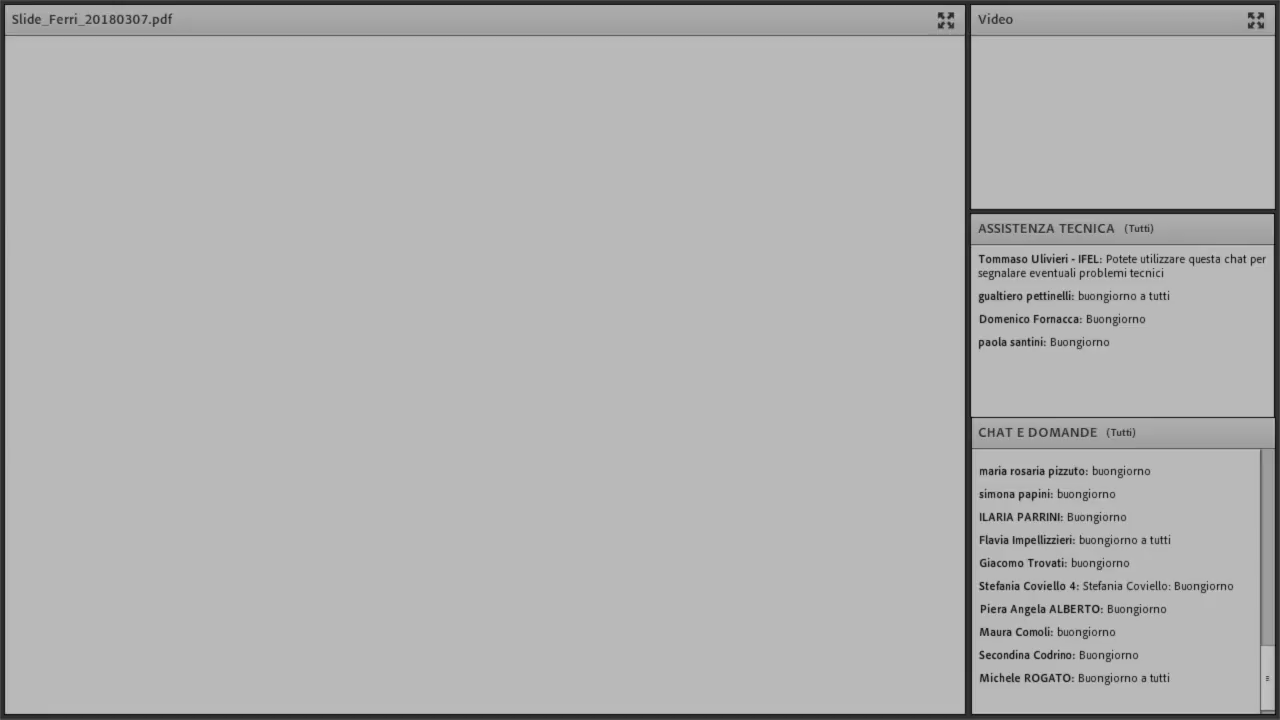 Slide_Ferri_20180307.pdf
Video
ASSISTENZA TECNICA (Tutti)
Tommaso Ulivieri - IFEL: Potete utilizzare questa chat per
segnalare eventuali problemi tecnici
gualtiero pettinelli: buongiorno a tutti
Domenico Fornacca: Buongiorno
paola santini: Buongiorno
CHAT E DOMANDE (Tutti)
maria rosaria pizzuto: buongiorno
simona papini: buongiorno
ILARIA PARRINI: Buongiorno
Flavia Impellizzieri: buongiorno a tutti
Giacomo Trovati: buongiorno
Stefania Coviello 4: Stefania Coviello: Buongiorno
Piera Angela ALBERTO: Buongiorno
Maura Comoli: buongiorno
Secondina Codrino: Buongiorno
Michele ROGATO: Buongiorno a tutti